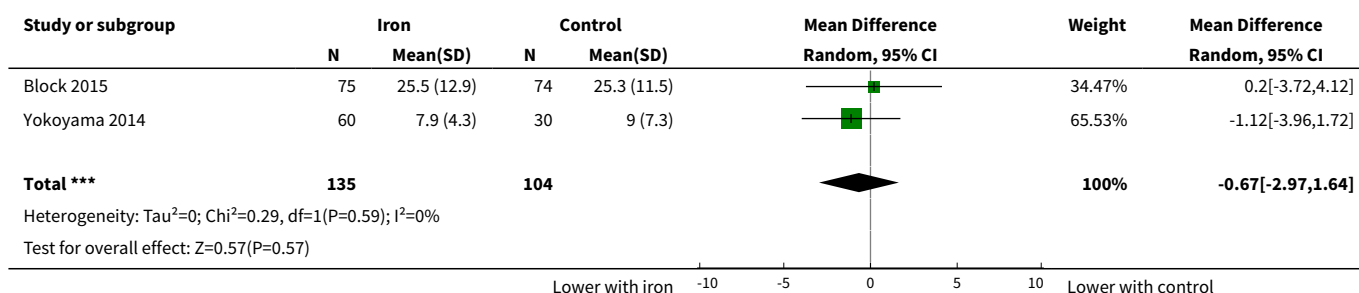 Study or subgroup Iron Control Mean Difference Weight Mean Difference
N Mean(SD) N Mean(SD) Random, 95% CI Random, 95% CI
Block 2015 75 25.5 (12.9) 74 25.3 (11.5) 34.47% 0.2[-3.72,4.12]
Yokoyama 2014 60 7.9 (4.3) 30 9 (7.3) 65.53% -1.12[-3.96,1.72]
Total *** 135 104 100% -0.67[-2.97,1.64]
Heterogeneity: Tau²=0; Chi²=0.29, df=1(P=0.59); I²=0%
Test for overall effect: Z=0.57(P=0.57)
Lower with iron -10 -5 0 5 10 Lower with control